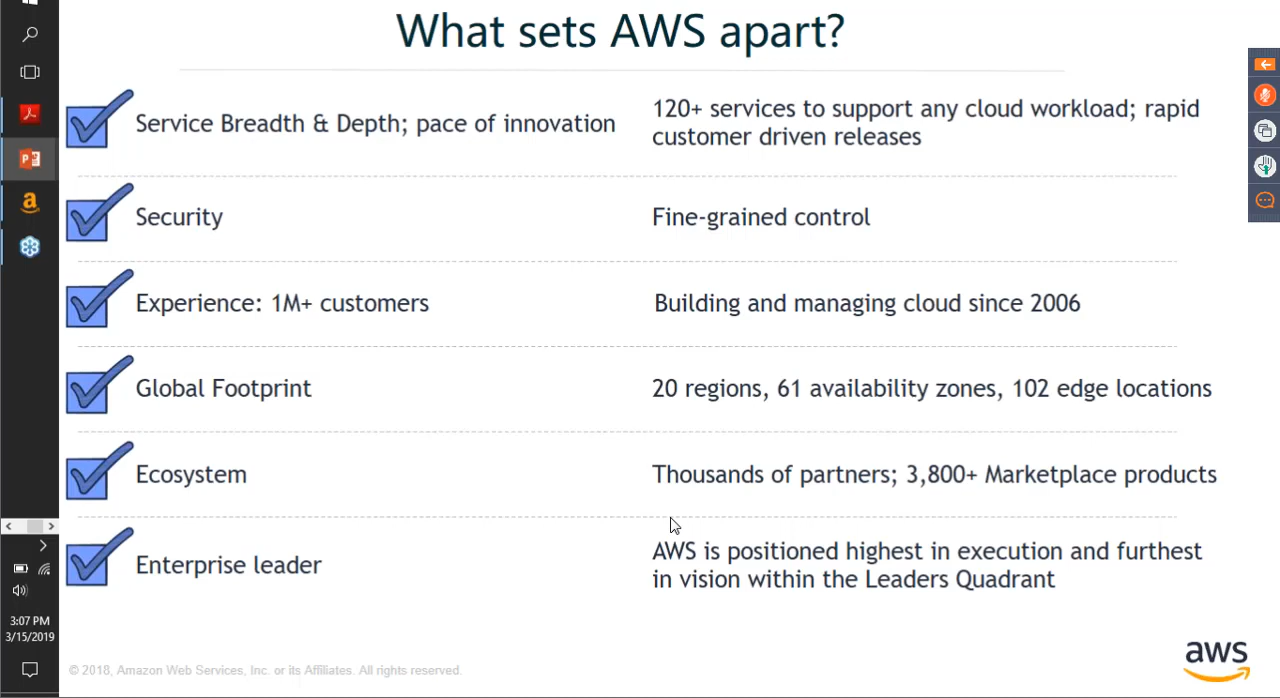 What sets AWS apart?
Service Breadth & Depth; pace of innovation
120+ services to support any cloud workload; rapid
customer driven releases
Security
Fine-grained control
Experience: 1M+ customers
Building and managing cloud since 2006
Global Footprint
20 regions, 61 availability zones, 102 edge locations
Ecosystem
Thousands of partners; 3,800+ Marketplace products
Enterprise leader
AWS is positioned highest in execution and furthest
in vision within the Leaders Quadrant
3:07 PM
3/15/2019
© 2018, Amazon Web Services, Inc. or its Affiliates. All rights reserved.
aws